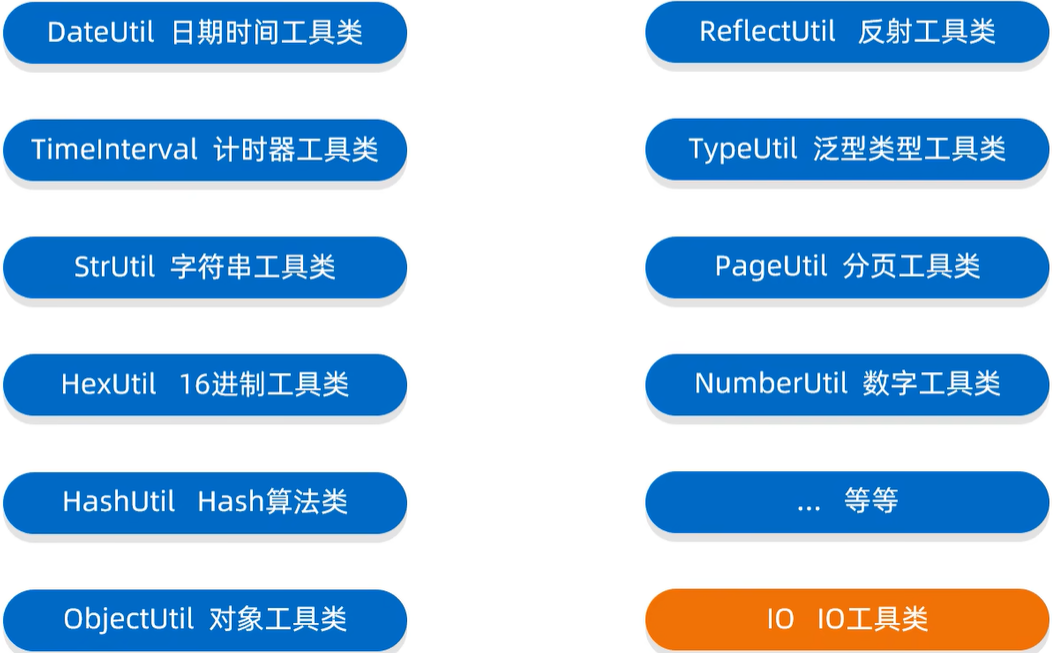 DateUtil 日期时间工具类
TimeInterval 计时器工具类
StrUtil 字符串工具类
HexUtil 16进制工具类
HashUtil Hash算法类
ObjectUtil 对象工具类
ReflectUtil 反射工具类
TypeUtil 泛型类型工具类
PageUtil 分页工具类
NumberUtil 数字工具类
... 等等
IO IO工具类